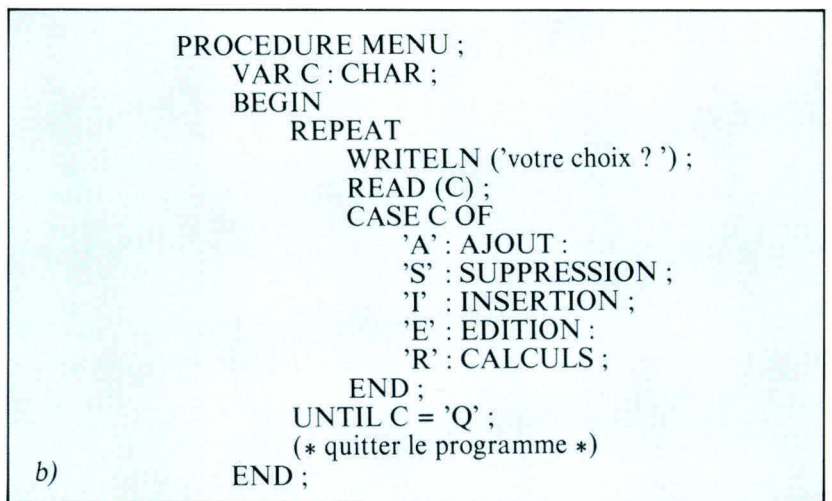 PROCEDURE MENU ;
VAR C : CHAR ;
BEGIN
REPEAT
WRITELN ('votre choix ? ') ;
READ (C) ;
CASE C OF
'A' : AJOUT :
'S' : SUPPRESSION ;
'I' : INSERTION ;
'E' : EDITION :
'R' : CALCULS ;
END ;
UNTIL C = 'Q' ;
(* quitter le programme *)
b) END ;